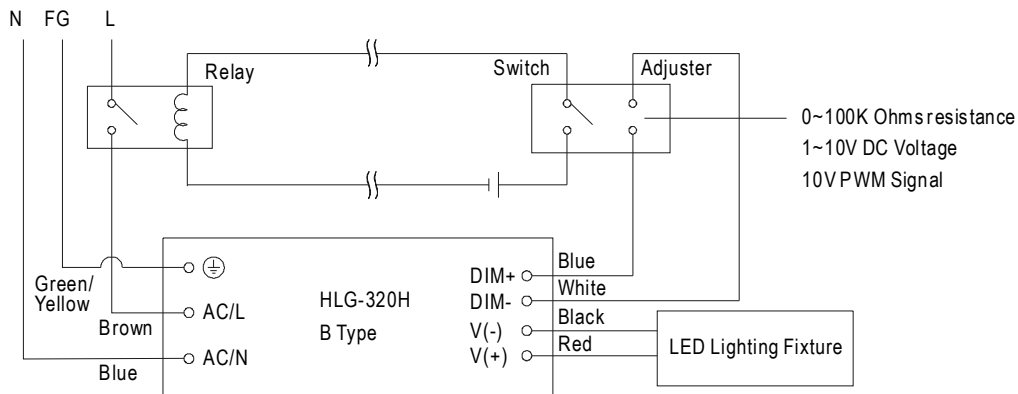 N FG L
Relay
Switch
Adjuster
0~100K Ohms resistance
1~10V DC Voltage
10V PWM Signal
Green/
Yellow
Brown
Blue
AC/L
AC/N
HLG-320H
B Type
DIM+
DIM-
V(-)
V(+)
Blue
White
Black
Red
LED Lighting Fixture